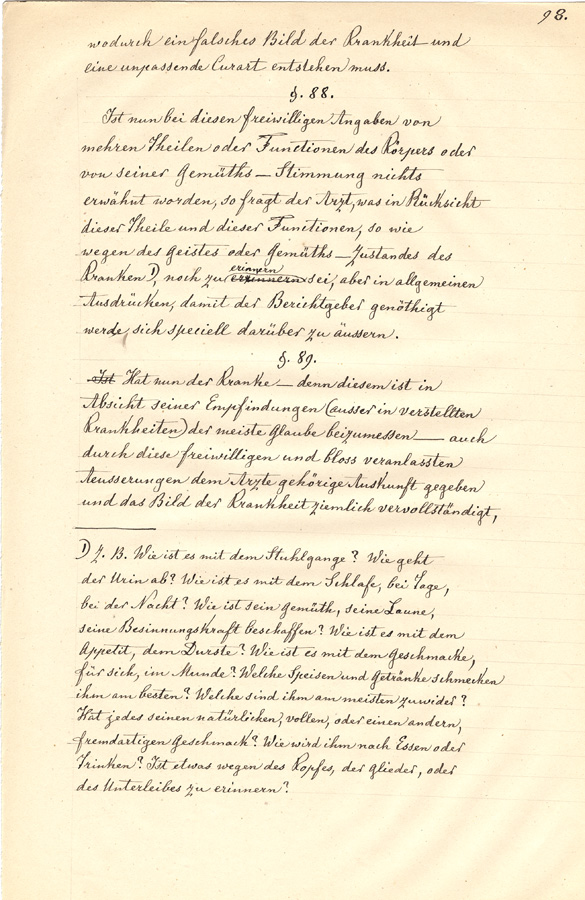 98.
wodurch ein falsches Bild der Krankheit und
eine unpassende Curart entstehen muss.
§. 88.
Ist nun bei diesen freiwilligen Angaben von
mehren Theilen oder Functionen des Körpers oder
von seiner Gemüths-Stimmung nichts
erwähnt worden, so fragt der Arzt, was in Rücksicht
dieser Theile und dieser Functionen, so wie
wegen des Geistes oder Gemüths-Zustandes des
erinnern
Kranken 1), noch zu erzinnern sei, aber in allgemeinen
Ausdrücken, damit der Berichtgeber genöthigt
werde, sich speciell darüber zu äussern.
§. 89.
Ist Hat nun der Kranke — denn diesem ist in
Absicht seiner Empfindungen (ausser in verstellten
Krankheiten) der meiste Glaube beizumessen — auch
durch diese freiwilligen und bloss veranlassten
Aeusserungen dem Arzte gehörige Auskunft gegeben
und das Bild der Krankheit ziemlich vervollständigt,
1) Z. B. Wie ist es mit dem Stuhlgange? Wie geht
der Urin ab? Wie ist es mit dem Schlafe, bei Tage,
bei der Nacht? Wie ist sein Gemüth, seine Laune,
seine Besinnungskraft beschaffen? Wie ist es mit dem
Appetit, dem Durste? Wie ist es mit dem Geschmacke,
für sich, im Munde? Welche Speisen und Getränke schmecken
ihm am besten? Welche sind ihm am meisten zuwider?
Hat jedes seinen natürlichen, vollen, oder einen andern,
fremdartigen Geschmack? Wie wird ihm nach Essen oder
Trinken? Ist etwas wegen des Kopfes, der Glieder, oder
des Unterleibes zu erinnern?